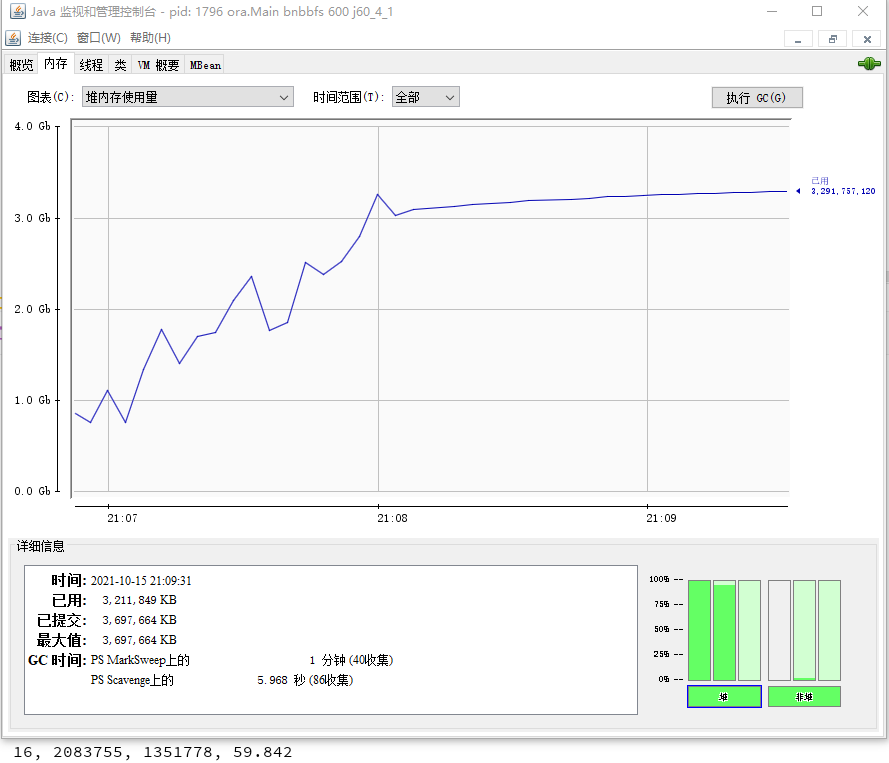 Java 监视和管理控制台 - pid: 1796 ora.Main bnbbfs 600 j60_4_1
连接(C) 窗口(W) 帮助(H)
概览 内存 线程 类 VM 概要 MBean
图表(C): 堆内存使用量 时间范围(T): 全部 执行 GC(G)
4.0 Gb
已用
3,291,757,120
3.0 Gb
2.0 Gb
1.0 Gb
0.0 Gb
21:07 21:08 21:09
详细信息
时间: 2021-10-15 21:09:31
已用: 3,211,849 KB
已提交: 3,697,664 KB
最大值: 3,697,664 KB
GC 时间: PS MarkSweep上的 1 分钟 (40收集)
PS Scavenge上的 5.968 秒 (86收集)
100% --
75% --
50% --
25% --
0% --
堆 非堆
16, 2083755, 1351778, 59.842